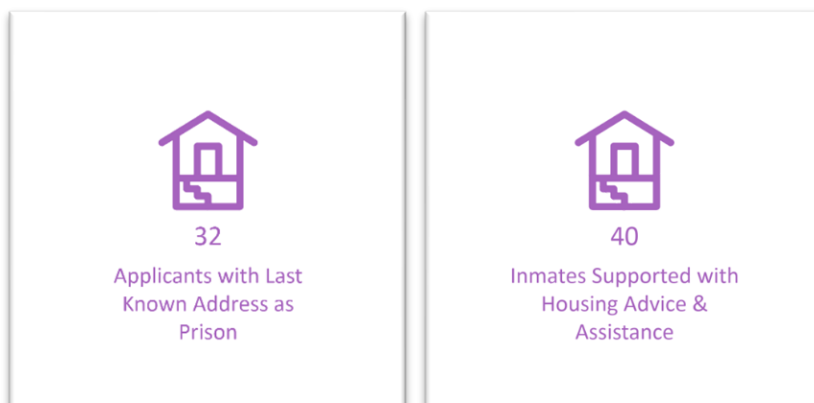 32
Applicants with Last
Known Address as
Prison
40
Inmates Supported with
Housing Advice &
Assistance